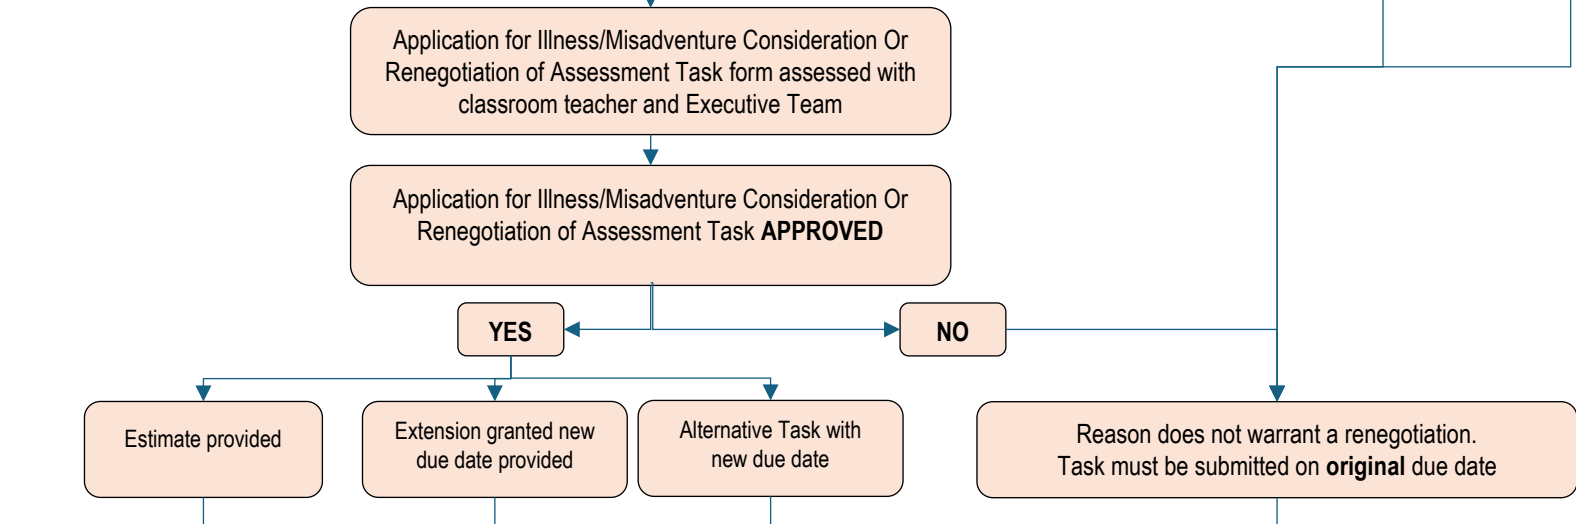 Application for Illness/Misadventure Consideration Or
Renegotiation of Assessment Task form assessed with
classroom teacher and Executive Team
Application for Illness/Misadventure Consideration Or
Renegotiation of Assessment Task APPROVED
YES
NO
Estimate provided
Extension granted new
due date provided
Alternative Task with
new due date
Reason does not warrant a renegotiation.
Task must be submitted on original due date